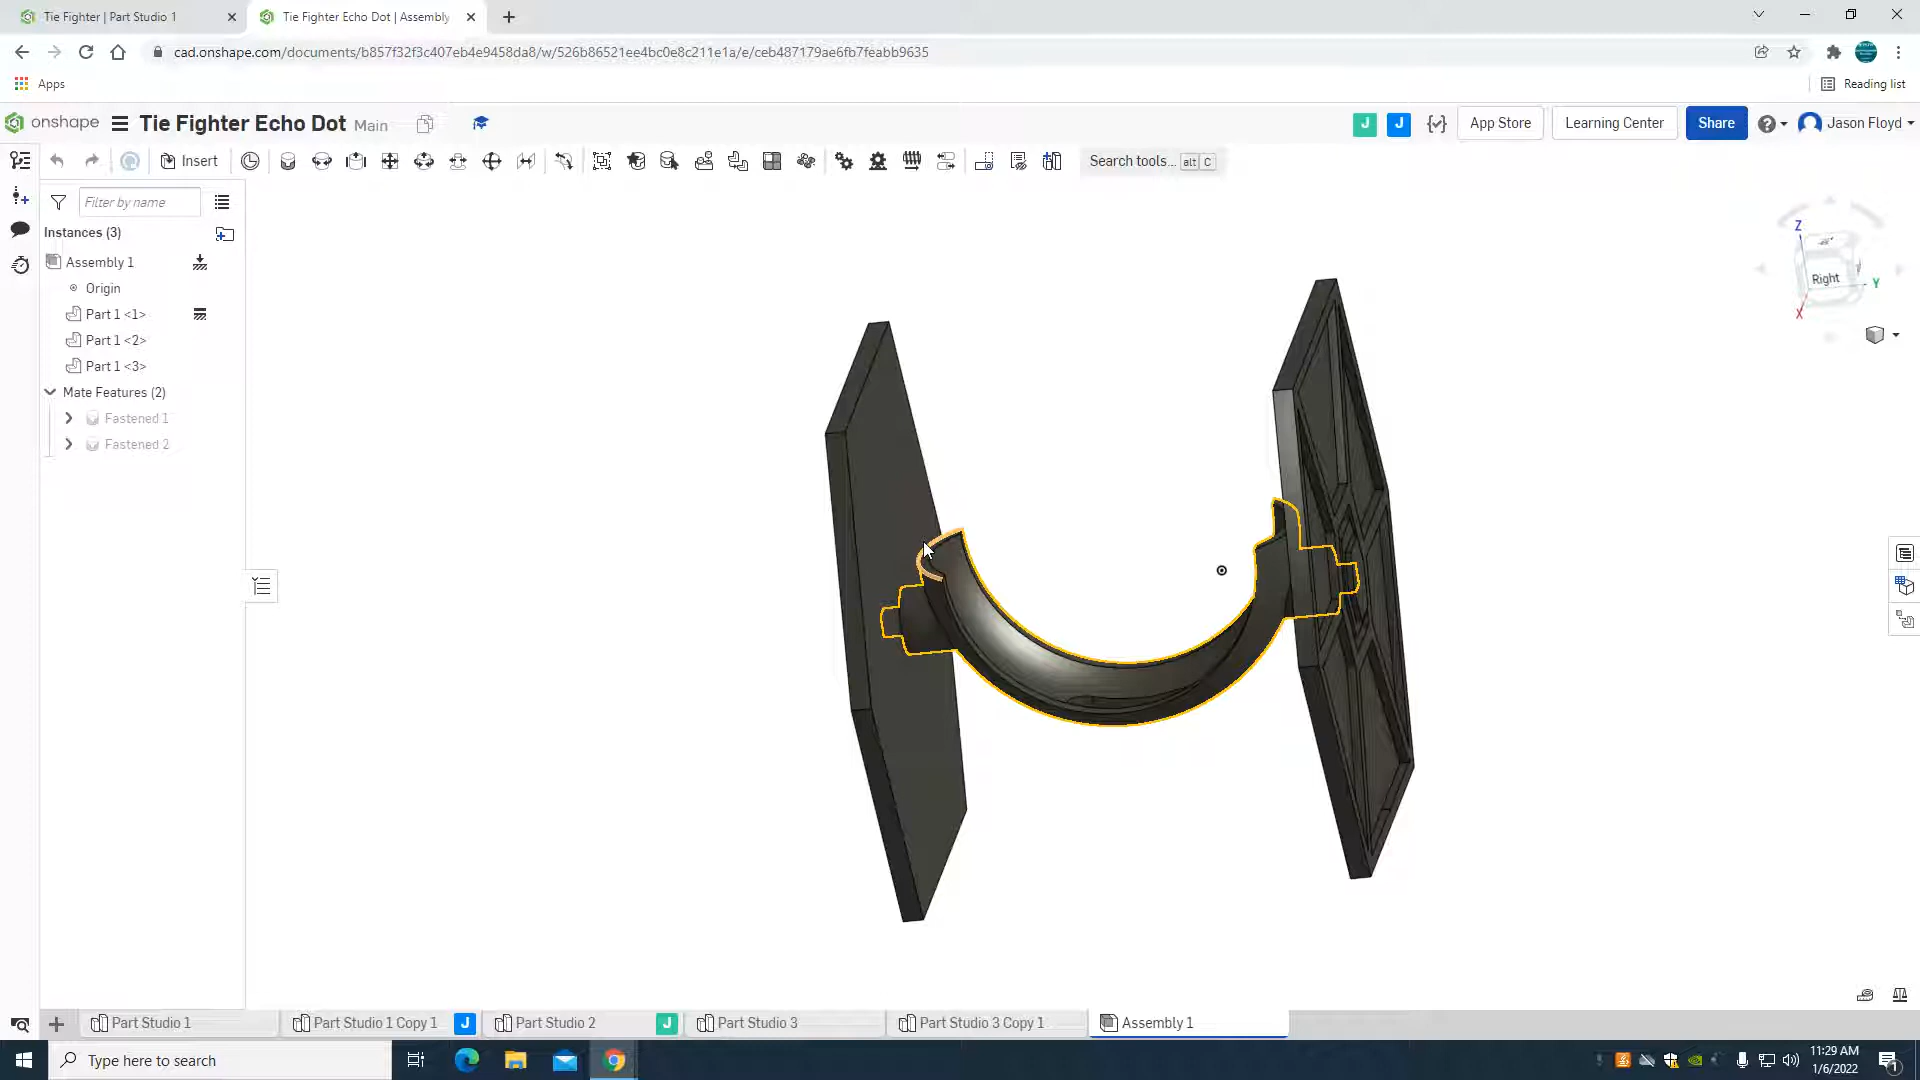 Tie Fighter | Part Studio 1
Tie Fighter Echo Dot | Assembly
cad.onshape.com/documents/b857f32f3c407eb4e9458da8/w/526b86521ee4bc0e8c211e1a/e/ceb487179ae6fb7feabb9635
Apps
Reading list
onshape
Tie Fighter Echo Dot Main
J
J
App Store
Learning Center
Share
Jason Floyd
Insert
Search tools... alt C
Filter by name
Instances (3)
Assembly 1
Origin
Part 1 <1>
Part 1 <2>
Part 1 <3>
Mate Features (2)
Fastened 1
Fastened 2
Z
Right
Y
X
Part Studio 1
Part Studio 1 Copy 1
J
Part Studio 2
J
Part Studio 3
Part Studio 3 Copy 1
Assembly 1
Type here to search
11:29 AM
1/6/2022
1